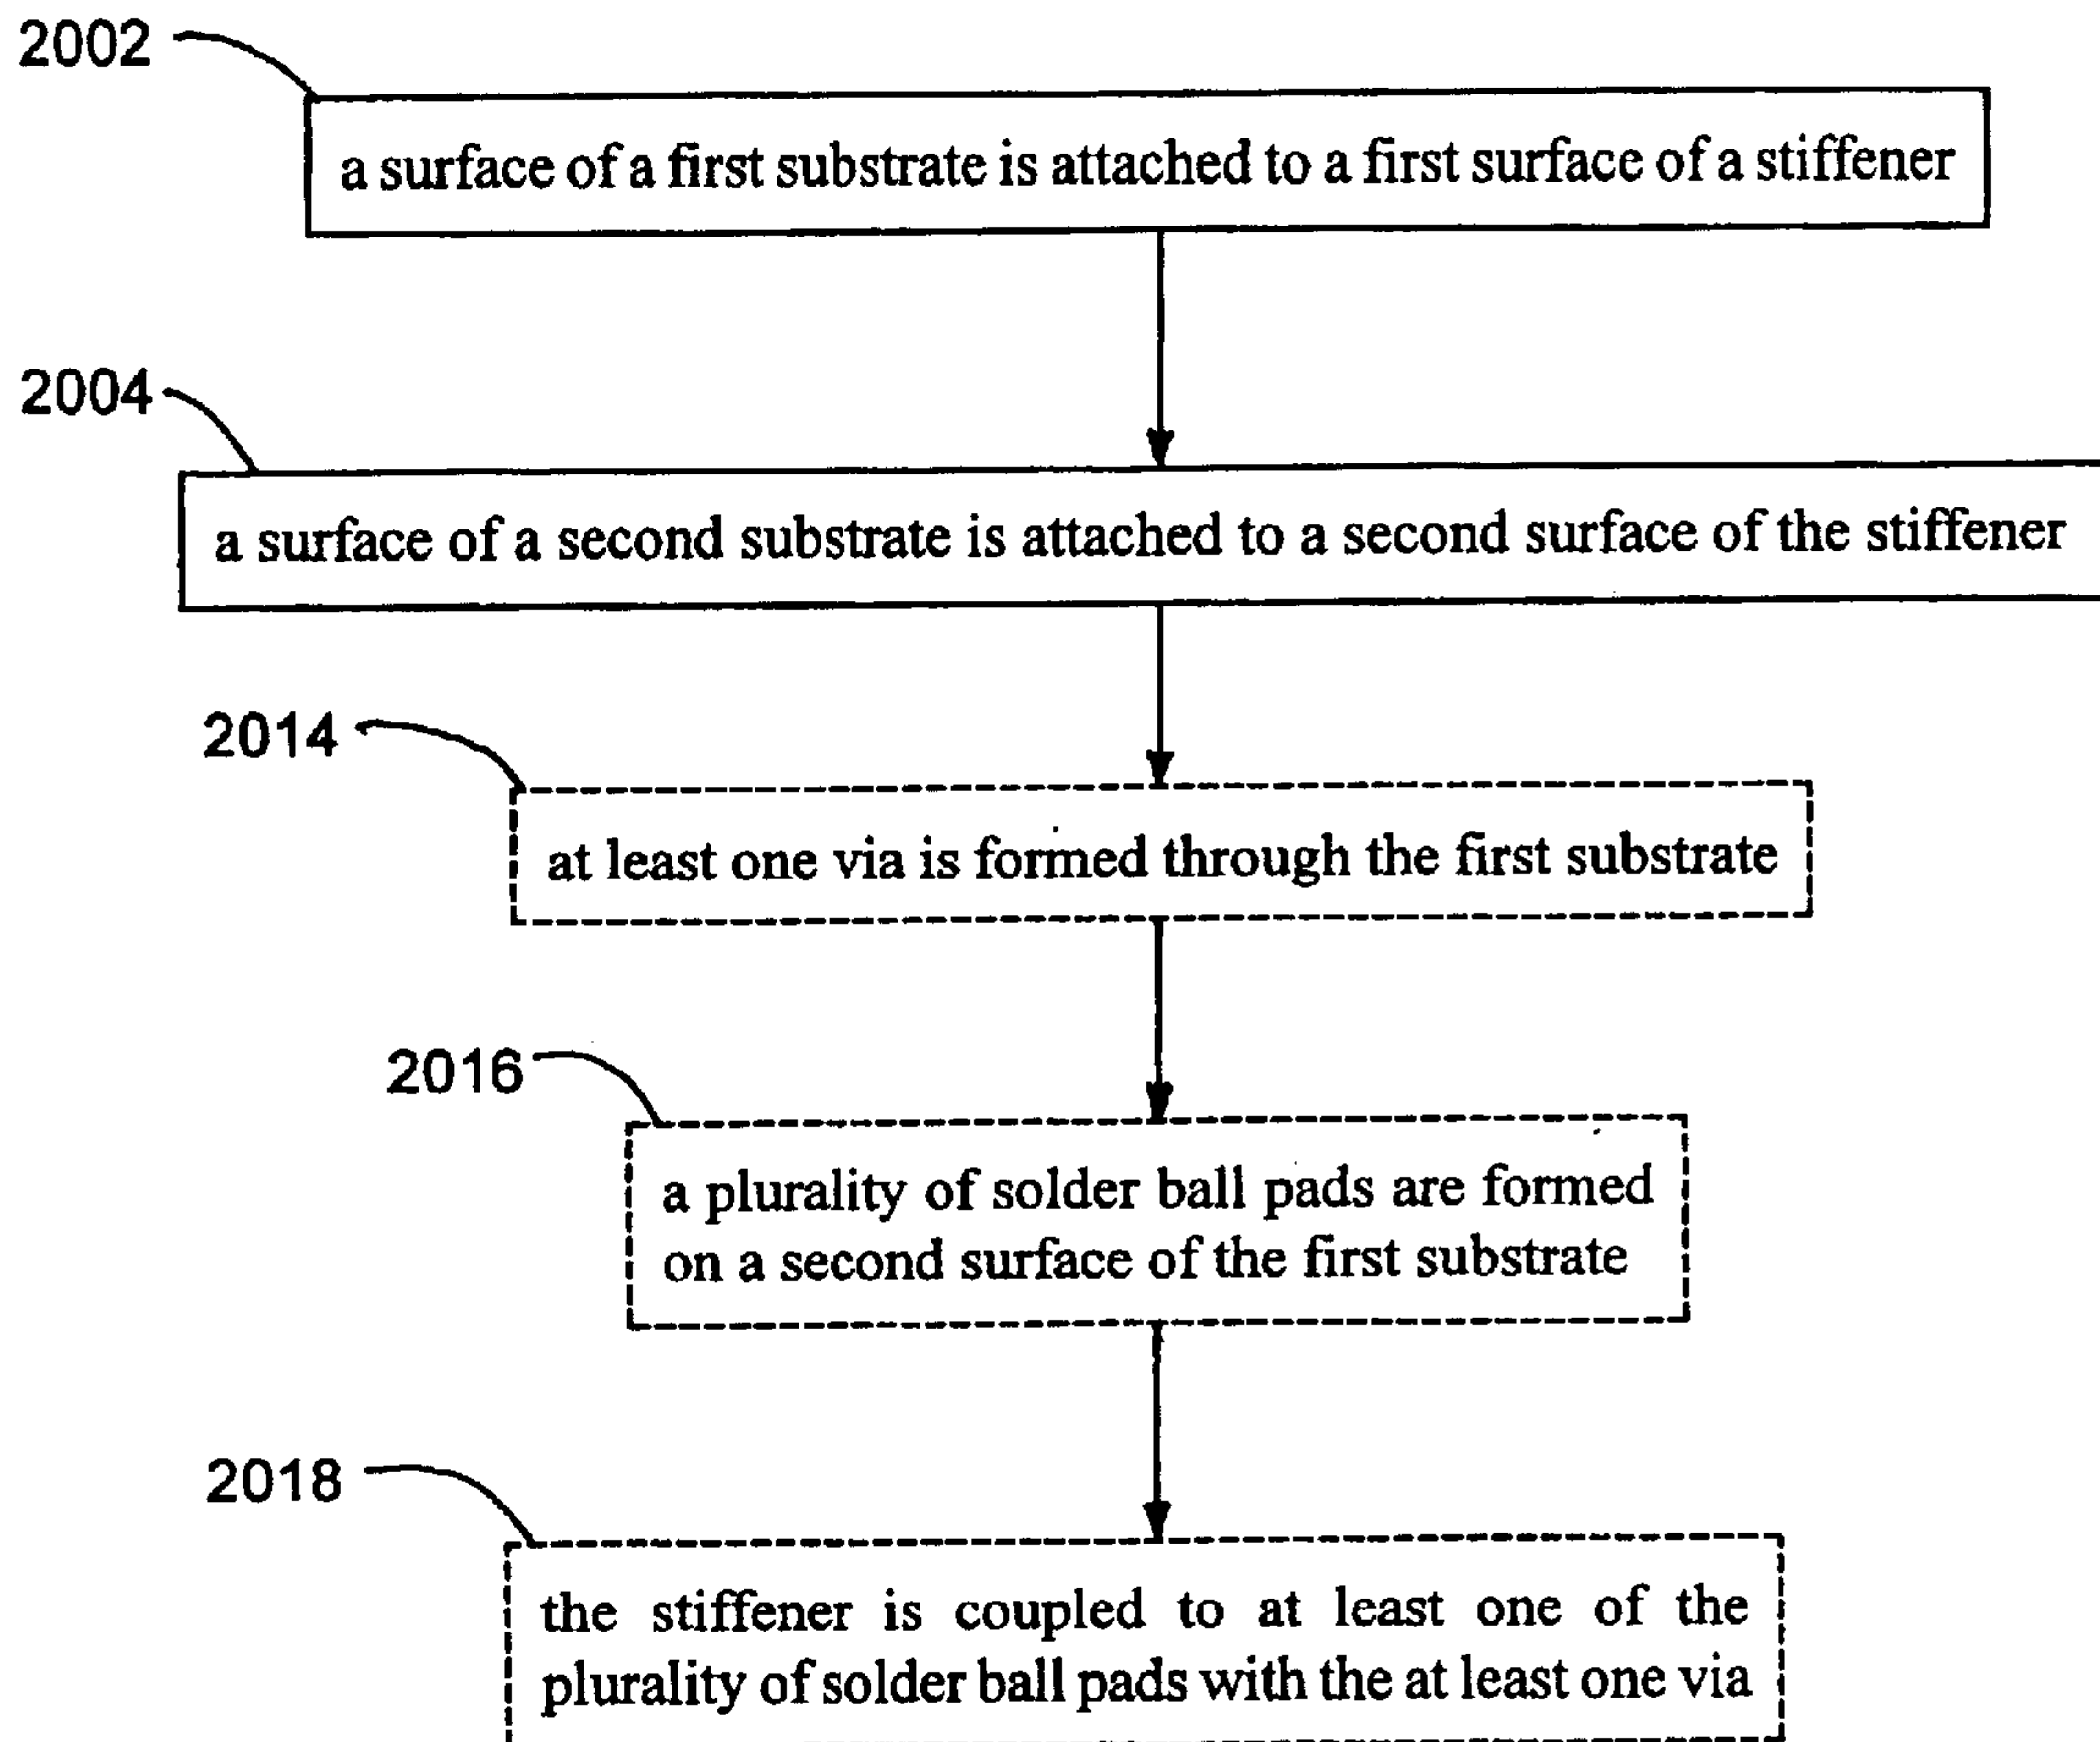 2002
a surface of a first substrate is attached to a first surface of a stiffener
2004
a surface of a second substrate is attached to a second surface of the stiffener
2014
at least one via is formed through the first substrate
2016
a plurality of solder ball pads are formed
on a second surface of the first substrate
2018
the stiffener is coupled to at least one of the
plurality of solder ball pads with the at least one via